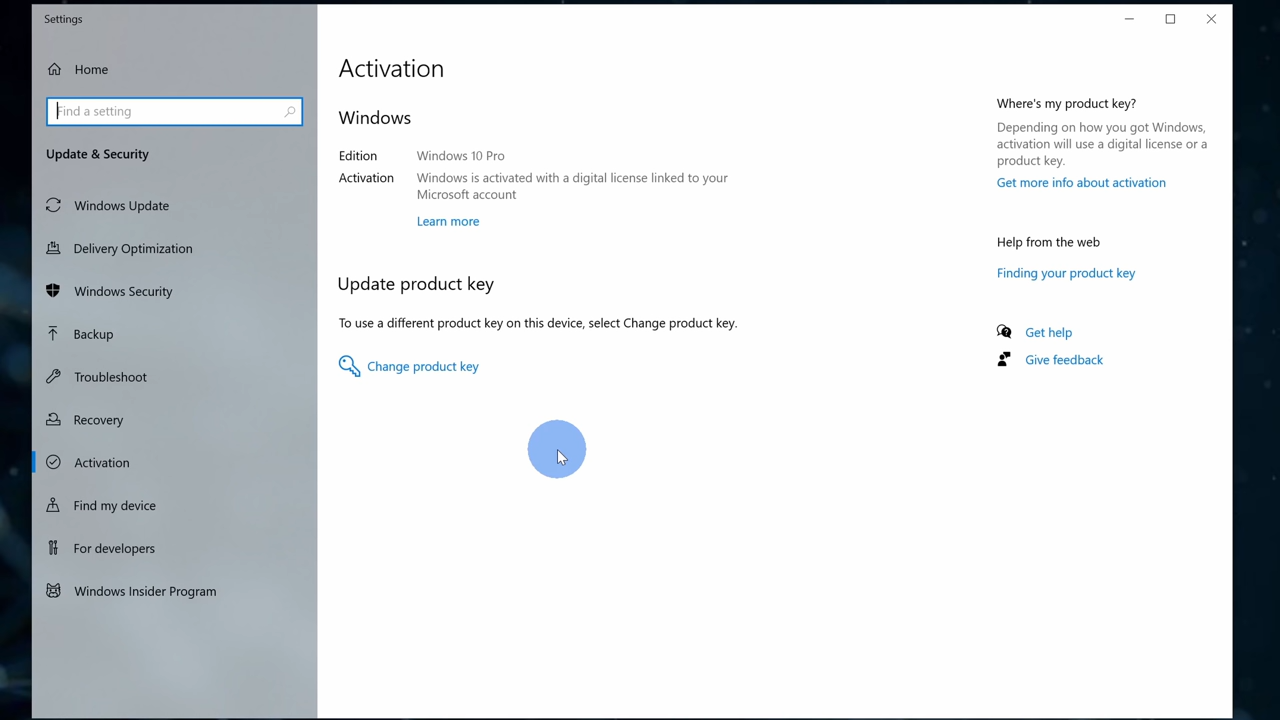 Settings
Home
Find a setting
Update & Security
Windows Update
Delivery Optimization
Windows Security
Backup
Troubleshoot
Recovery
Activation
Find my device
For developers
Windows Insider Program
Activation
Windows
Edition Windows 10 Pro
Activation Windows is activated with a digital license linked to your
Microsoft account
Learn more
Update product key
To use a different product key on this device, select Change product key.
Change product key
Where's my product key?
Depending on how you got Windows,
activation will use a digital license or a
product key.
Get more info about activation
Help from the web
Finding your product key
Get help
Give feedback